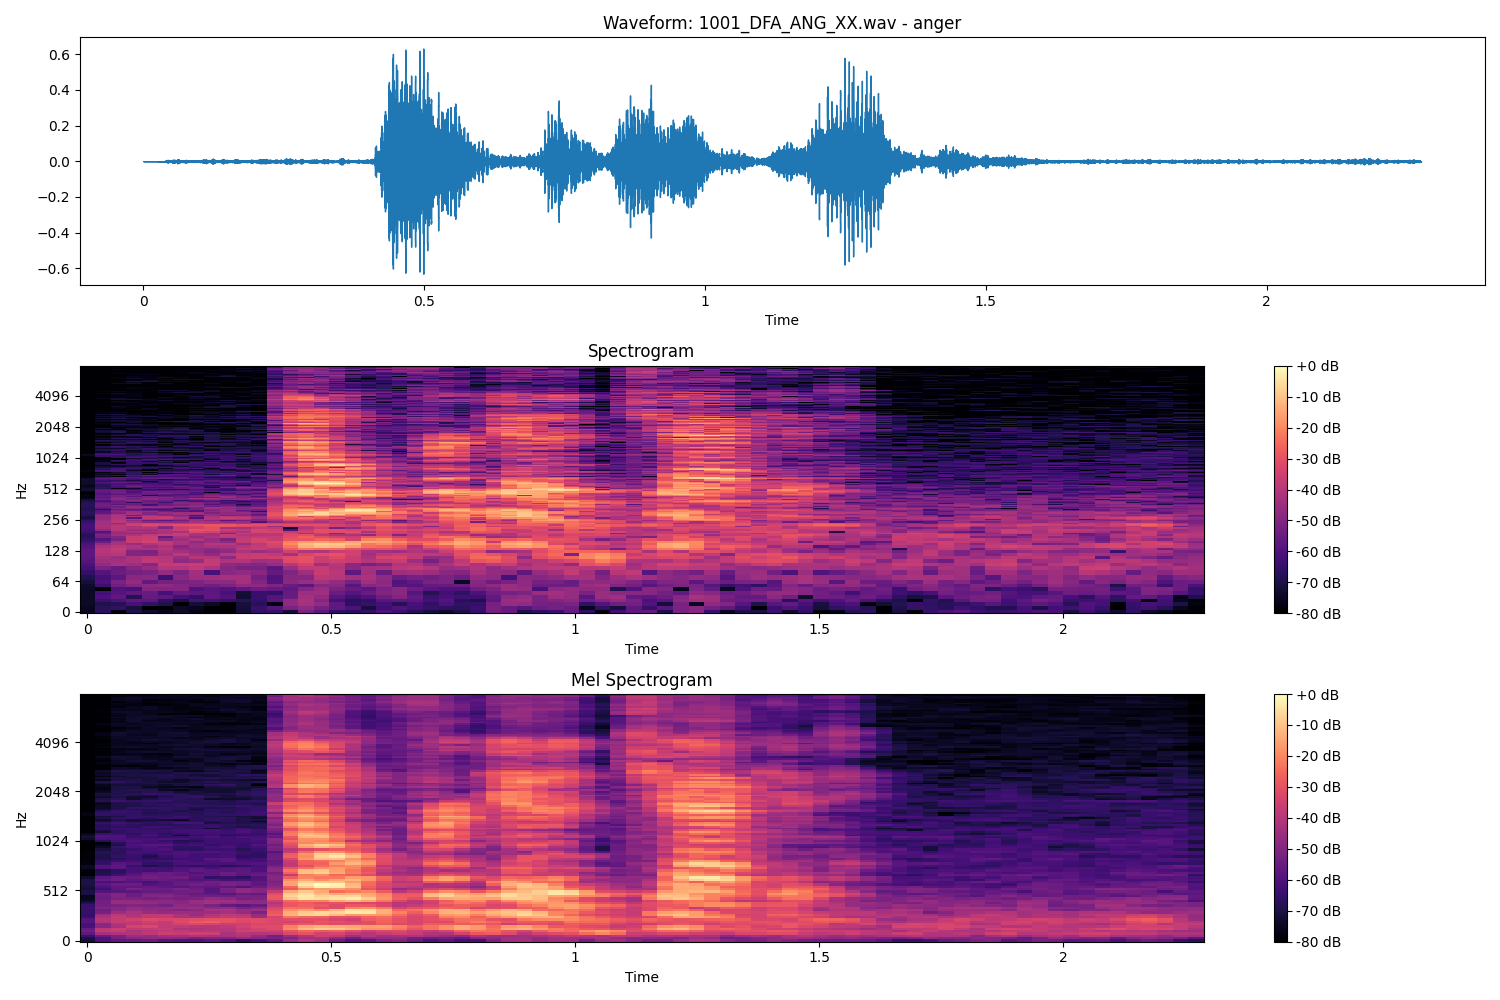 Waveform: 1001_DFA_ANG_XX.wav - anger
0.6
0.4
0.2
0.0
−0.2
−0.4
−0.6
0 0.5 1 1.5 2
Time
Spectrogram
Hz
4096
2048
1024
512
256
128
64
0
0 0.5 1 1.5 2
Time
+0 dB
-10 dB
-20 dB
-30 dB
-40 dB
-50 dB
-60 dB
-70 dB
-80 dB
Mel Spectrogram
Hz
4096
2048
1024
512
0
0 0.5 1 1.5 2
Time
+0 dB
-10 dB
-20 dB
-30 dB
-40 dB
-50 dB
-60 dB
-70 dB
-80 dB